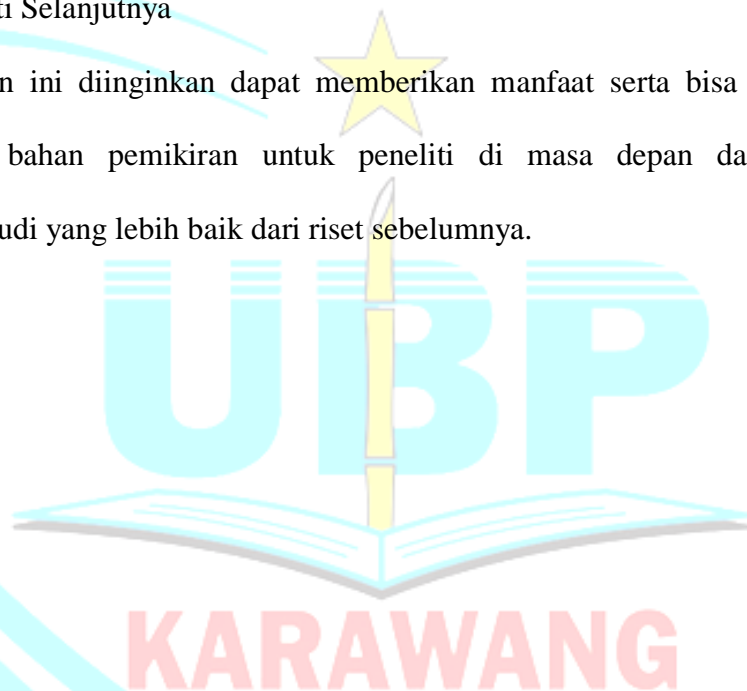 ti Selanjutnya
n ini diinginkan dapat memberikan manfaat serta bisa
bahan pemikiran untuk peneliti di masa depan da
udi yang lebih baik dari riset sebelumnya.
UBP
KARAWANG